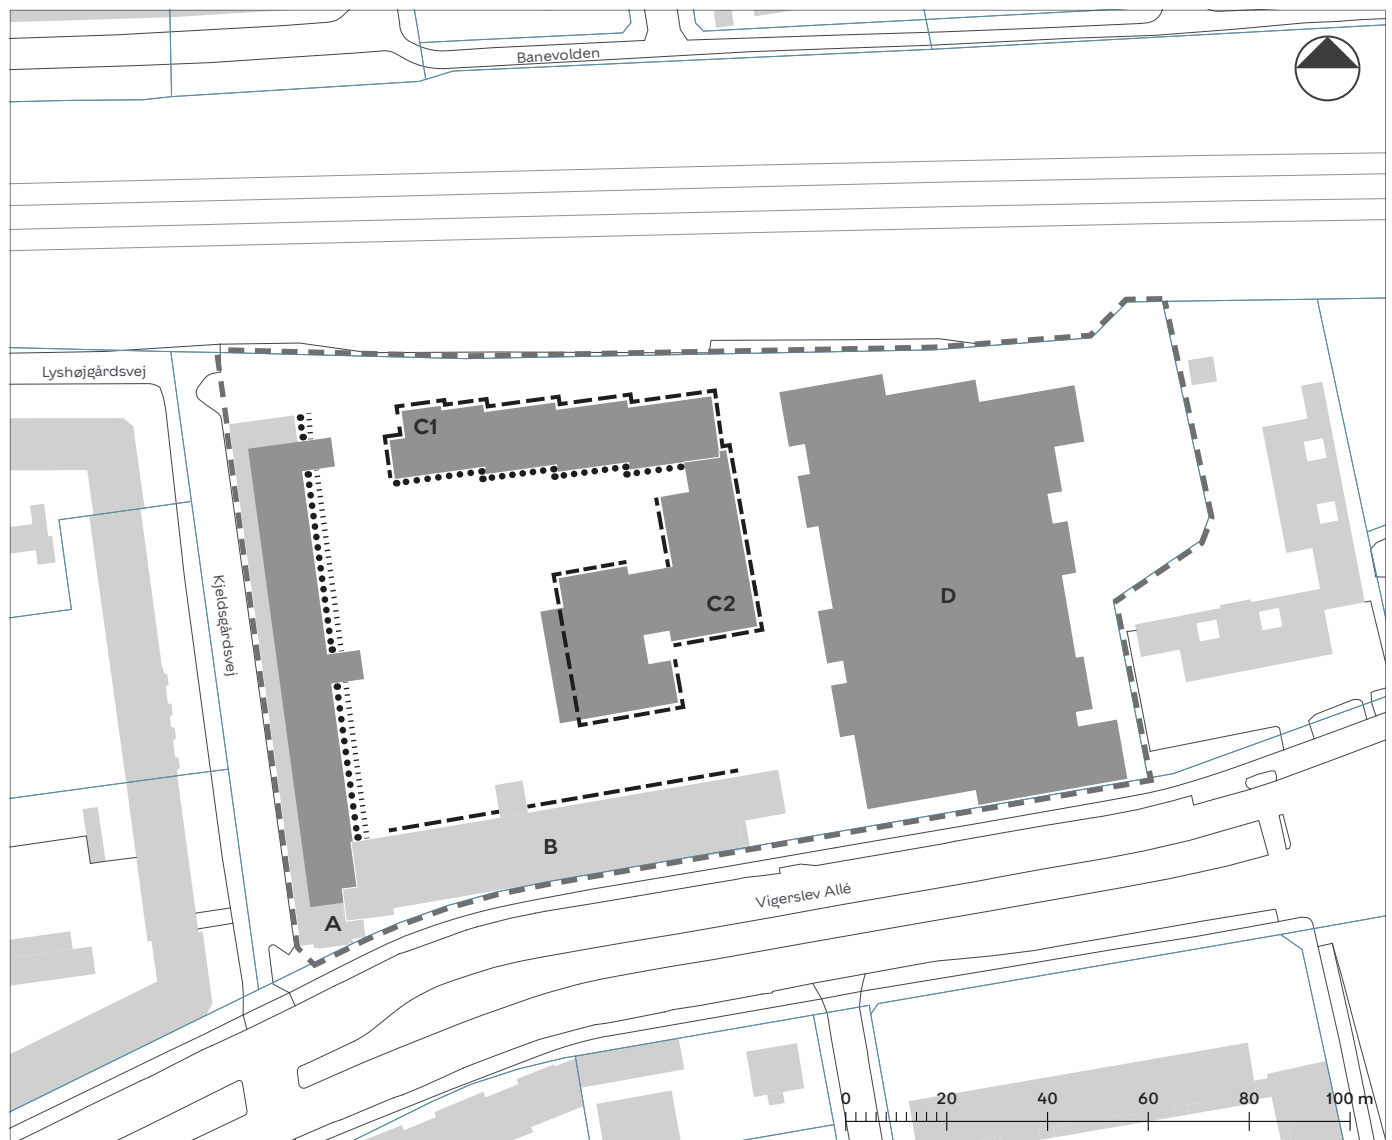 Banevolden
Lyshøjgårdsvej
C1
Kjeldsgårdsvej
C2
D
B
Vigerslev Allé
A
0 20 40 60 80 100 m